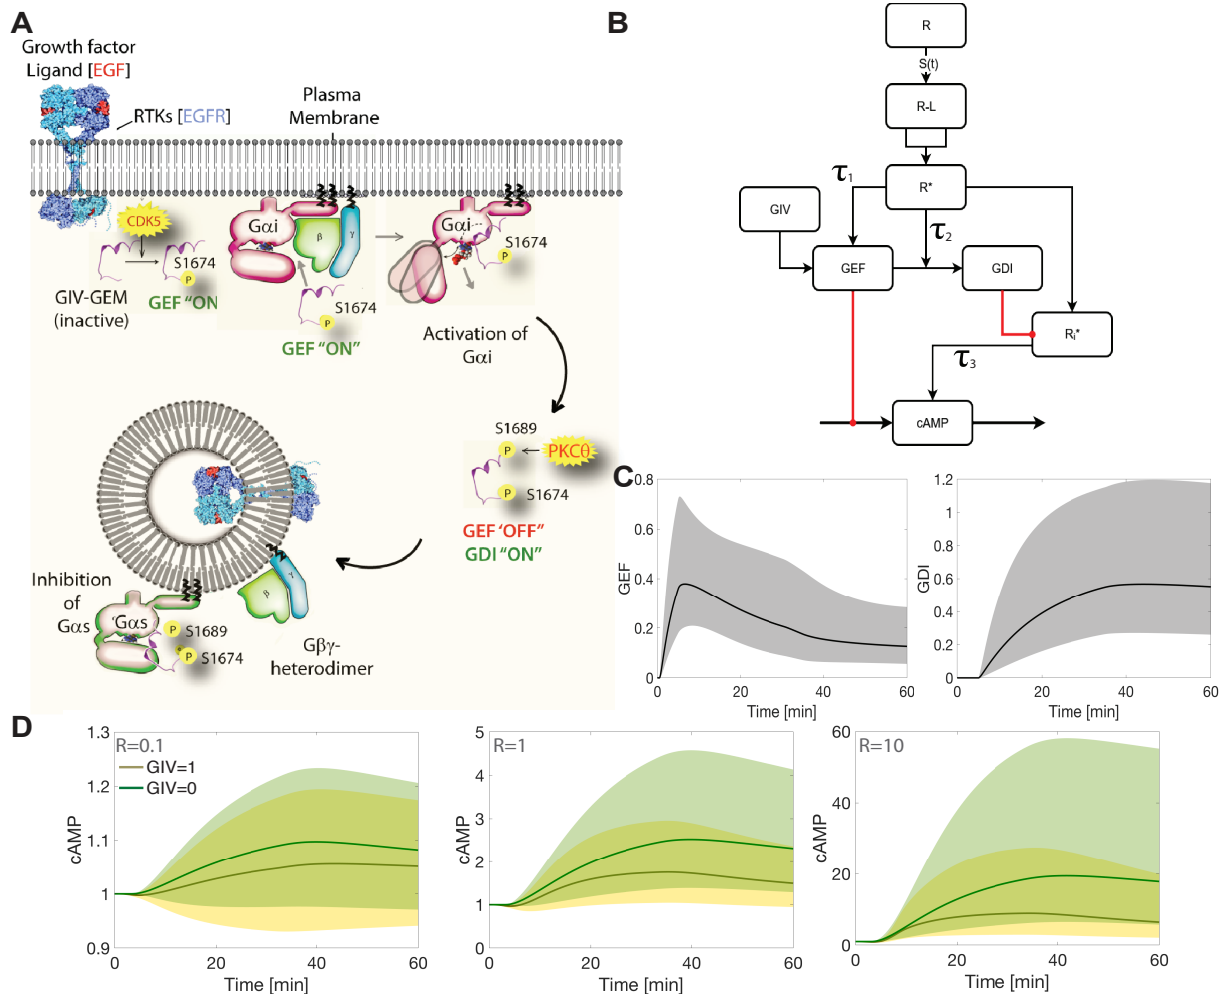 A
Growth factor
Ligand [EGF]
RTKs [EGFR]
Plasma
Membrane
CDK5
S1674
P
GIV-GEM
(inactive)
GEF “ON
Gαi
β
γ
S1674
P
GEF “ON”
Gαi
S1674
P
Activation of
Gαi
S1689
P
PKCθ
P
S1674
GEF ‘OFF”
GDI “ON”
Inhibition
of
Gαs
Gαs
P
S1689
P
S1674
β
γ
Gβγ-
heterodimer
B
R
S(t)
R-L
τ1
R*
GIV
τ2
GEF
GDI
Ri*
τ3
cAMP
C
0.8
0.6
0.4
0.2
0
GEF
0
20
40
60
Time [min]
1.2
1
0.8
0.6
0.4
0.2
0
GDI
0
20
40
60
Time [min]
D
R=0.1
GIV=1
GIV=0
1.3
1.2
1.1
1
0.9
cAMP
0
20
40
60
Time [min]
R=1
5
4
3
2
1
0
cAMP
0
20
40
60
Time [min]
R=10
60
40
20
0
cAMP
0
20
40
60
Time [min]